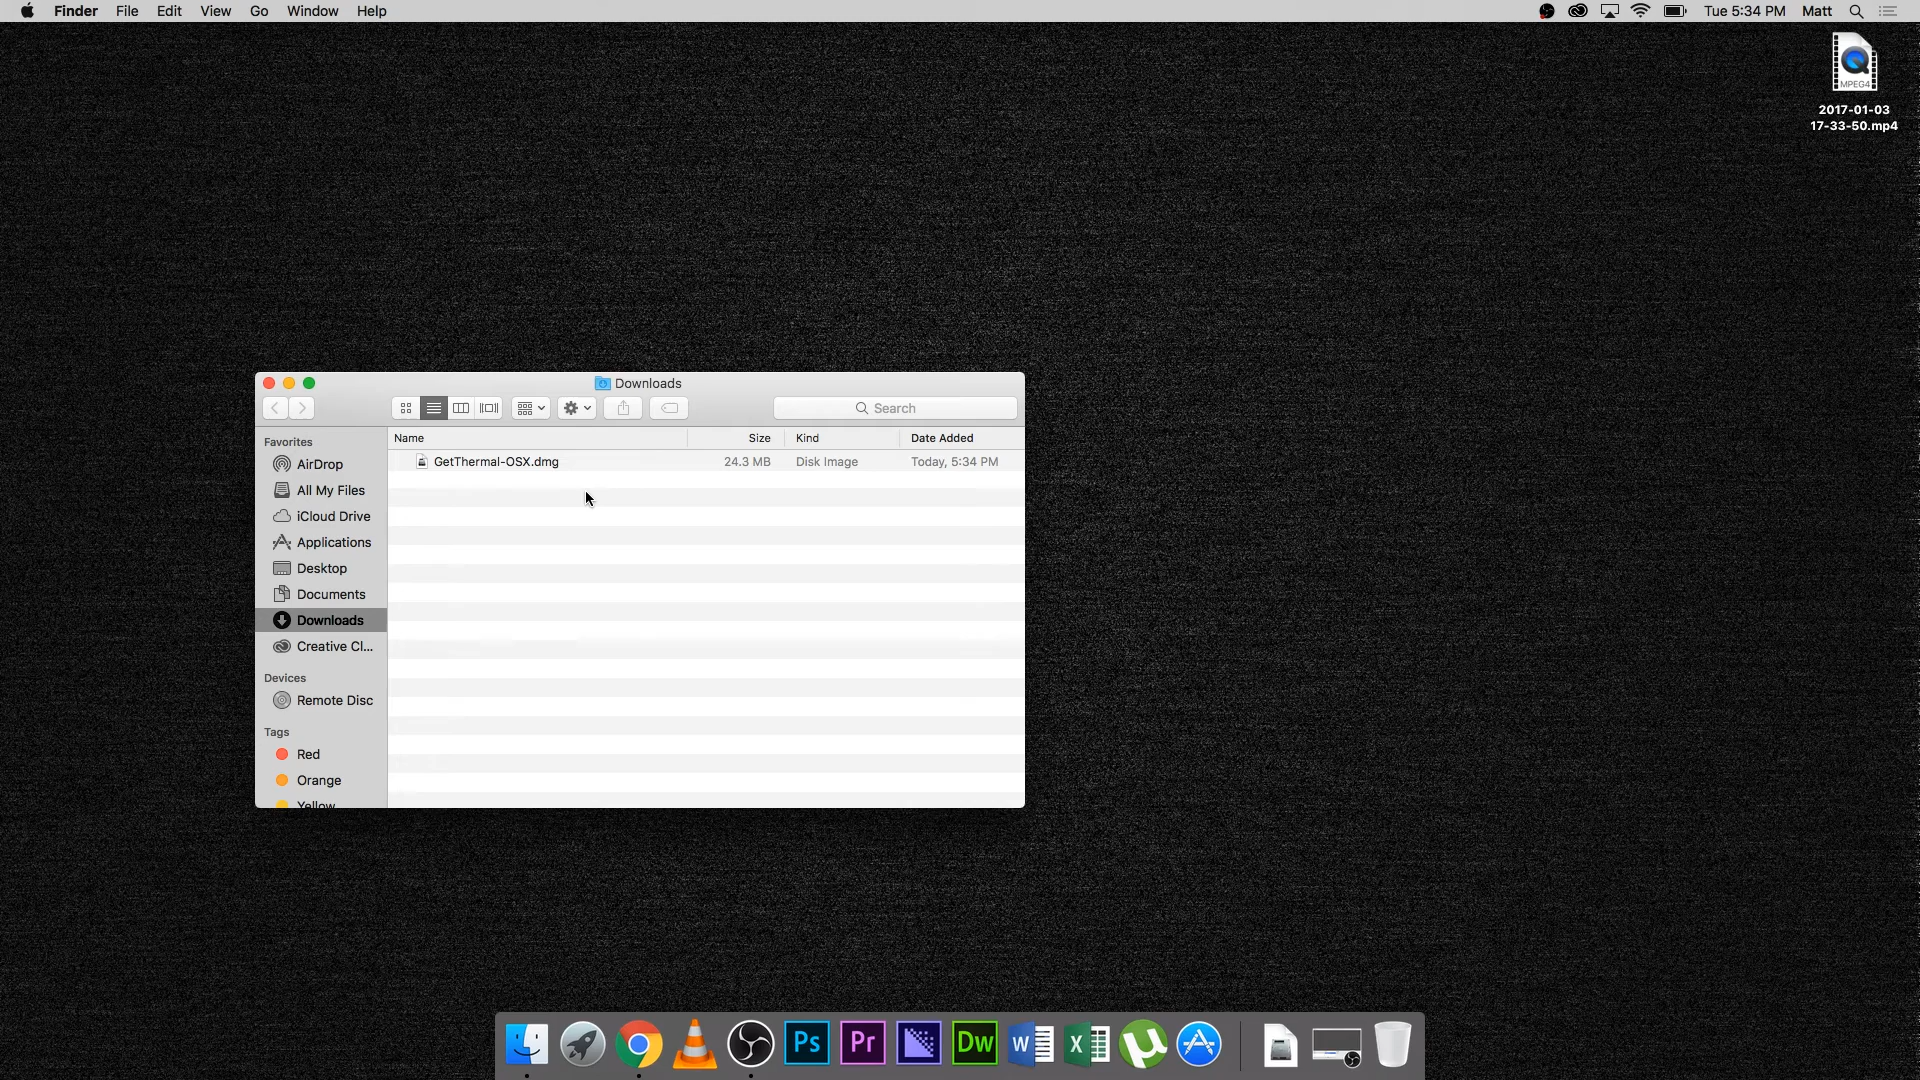 Finder File Edit View Go Window Help
Tue 5:34 PM Matt
MPEG4
2017-01-03
17-33-50.mp4
Downloads
Search
Favorites
AirDrop
All My Files
iCloud Drive
Applications
Desktop
Documents
Downloads
Creative Cl...
Devices
Remote Disc
Tags
Red
Orange
Yellow
Name Size Kind Date Added
GetThermal-OSX.dmg 24.3 MB Disk Image Today, 5:34 PM
Ps Pr Dw W X